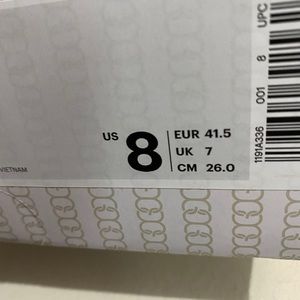 US 8
EUR 41.5
UK 7
CM 26.0
VIETNAM
1191A336 001 8 UPC